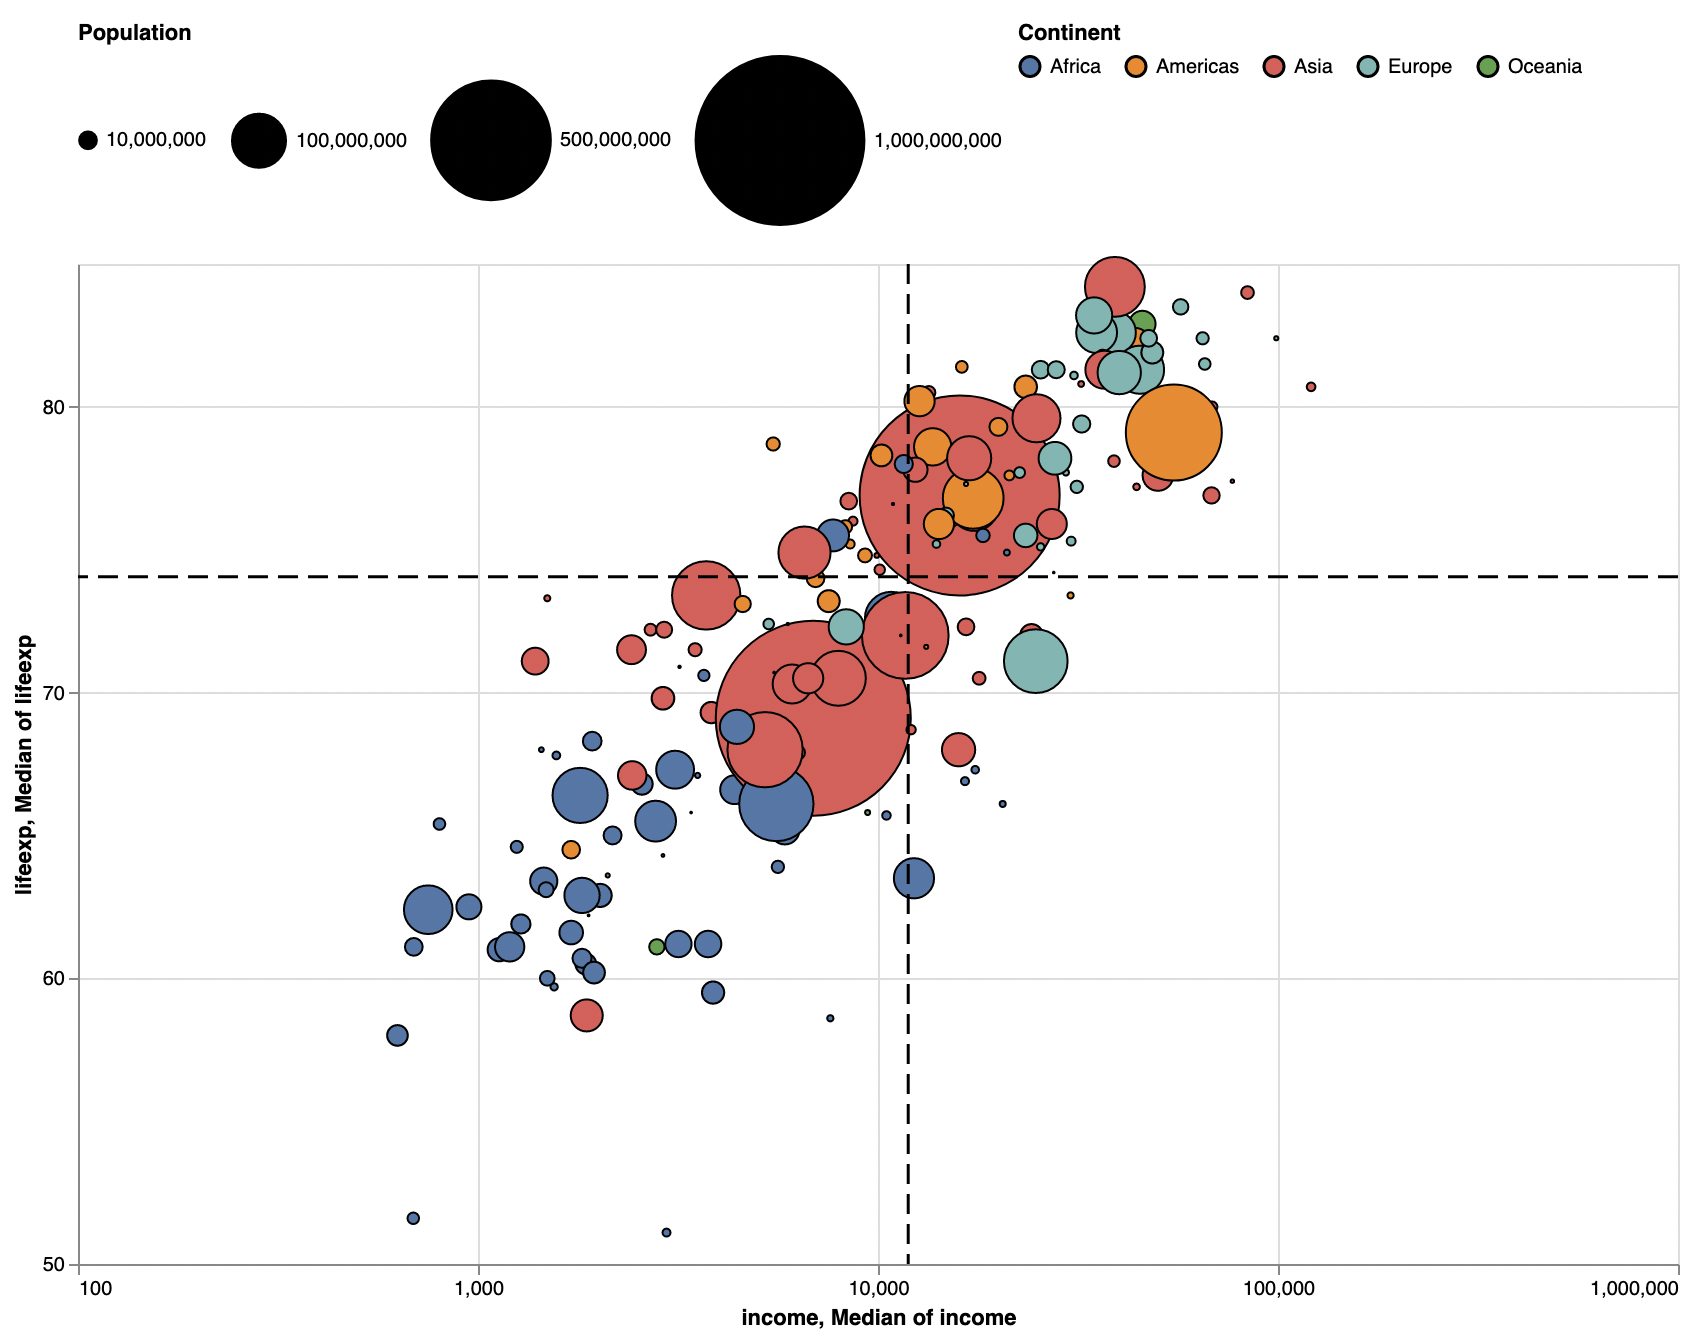 Population
10,000,000
100,000,000
500,000,000
1,000,000,000
Continent
Africa
Americas
Asia
Europe
Oceania
lifeexp, Median of lifeexp
80
70
60
50
100
1,000
10,000
100,000
1,000,000
income, Median of income